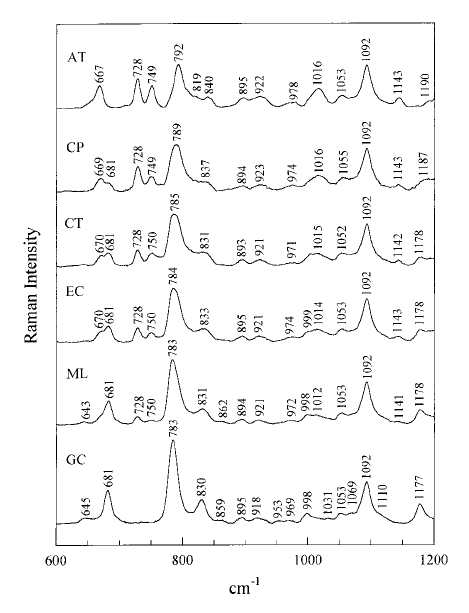 AT
667 728 749 792 819 840 895 922 978 1016 1053 1092 1143 1190
CP
669 681 728 749 789 837 894 923 974 1016 1055 1092 1143 1187
CT
670 681 728 750 785 831 893 921 971 1015 1052 1092 1142 1178
EC
670 681 728 750 784 833 895 921 974 999 1014 1053 1092 1143 1178
ML
643 681 728 750 783 831 862 894 921 972 998 1012 1053 1092 1141 1178
GC
645 681 783 830 859 895 918 953 969 998 1031 1053 1069 1092 1110 1177
Raman Intensity
600 800 1000 1200
cm-1